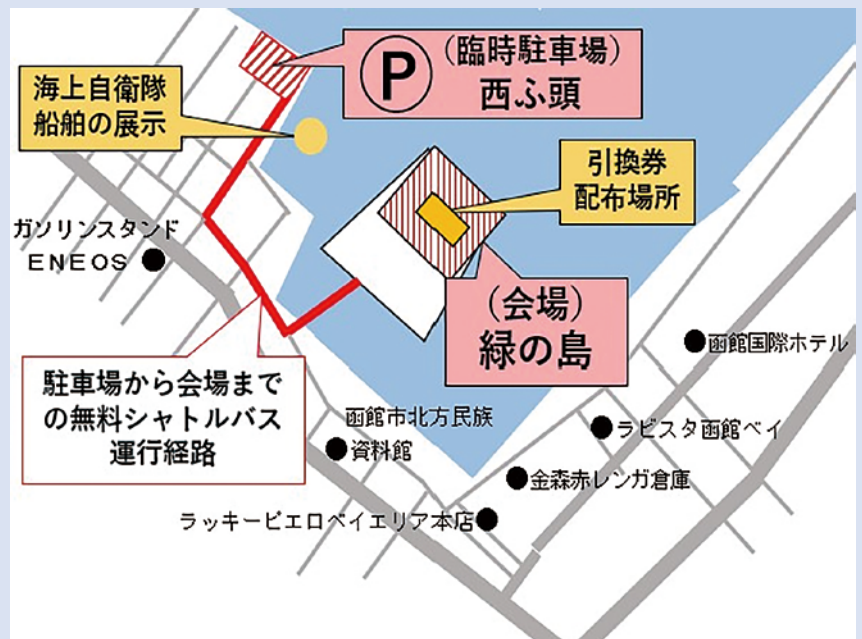 (臨時駐車場)
P
西ふ頭
海上自衛隊
船舶の展示
引換券
配布場所
ガソリンスタンド
ENEOS
(会場)
緑の島
函館国際ホテル
駐車場から会場まで
の無料シャトルバス
運行経路
函館市北方民族
資料館
ラビスタ函館ベイ
金森赤レンガ倉庫
ラッキーピエロベイエリア本店